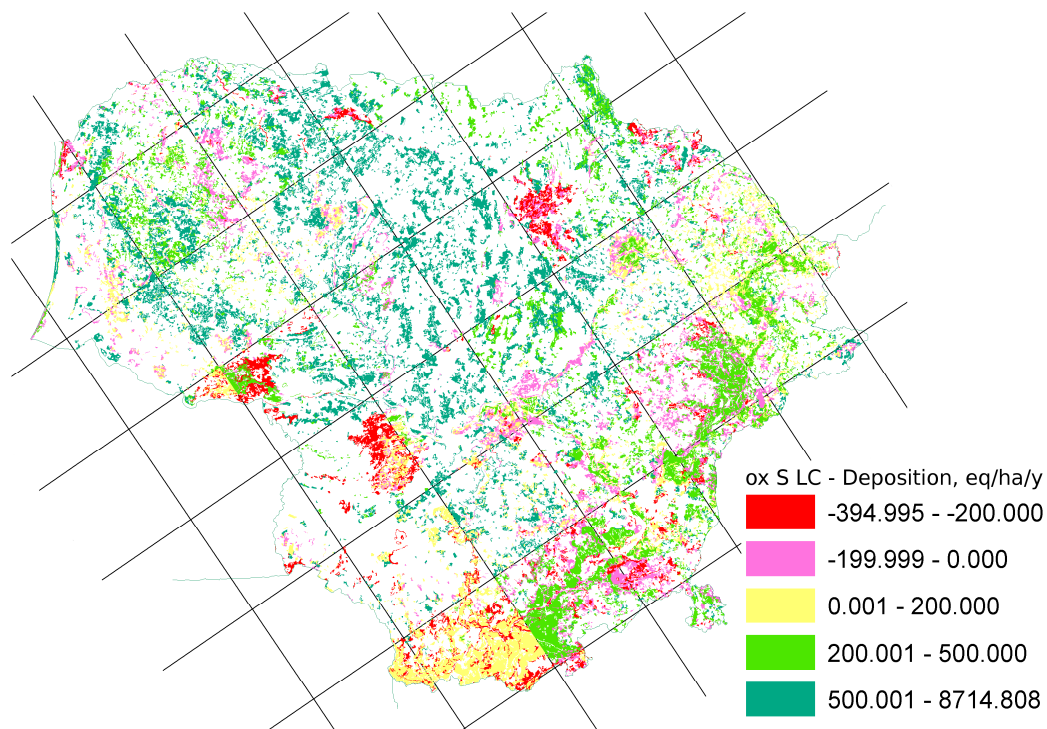 ox S LC - Deposition, eq/ha/y
-394.995 - -200.000
-199.999 - 0.000
0.001 - 200.000
200.001 - 500.000
500.001 - 8714.808